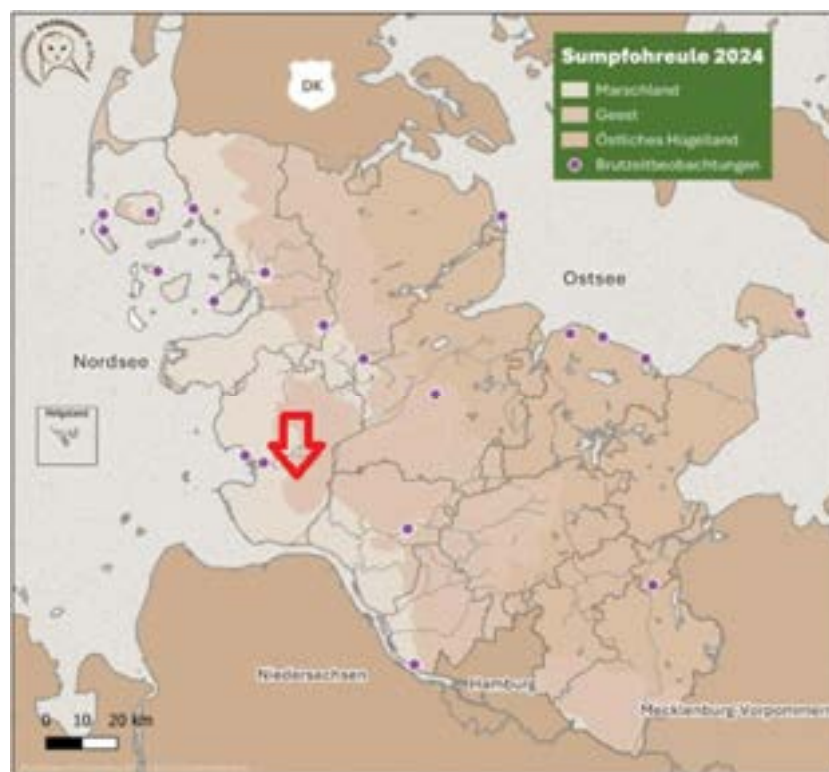 Sumpfohreule 2024
Marschland
Geest
Östliches Hügelland
Brutzeitbeobachtungen
DK
Ostsee
Nordsee
Helgoland
Niedersachsen
Hamburg
Mecklenburg-Vorpommern
0 10 20 km